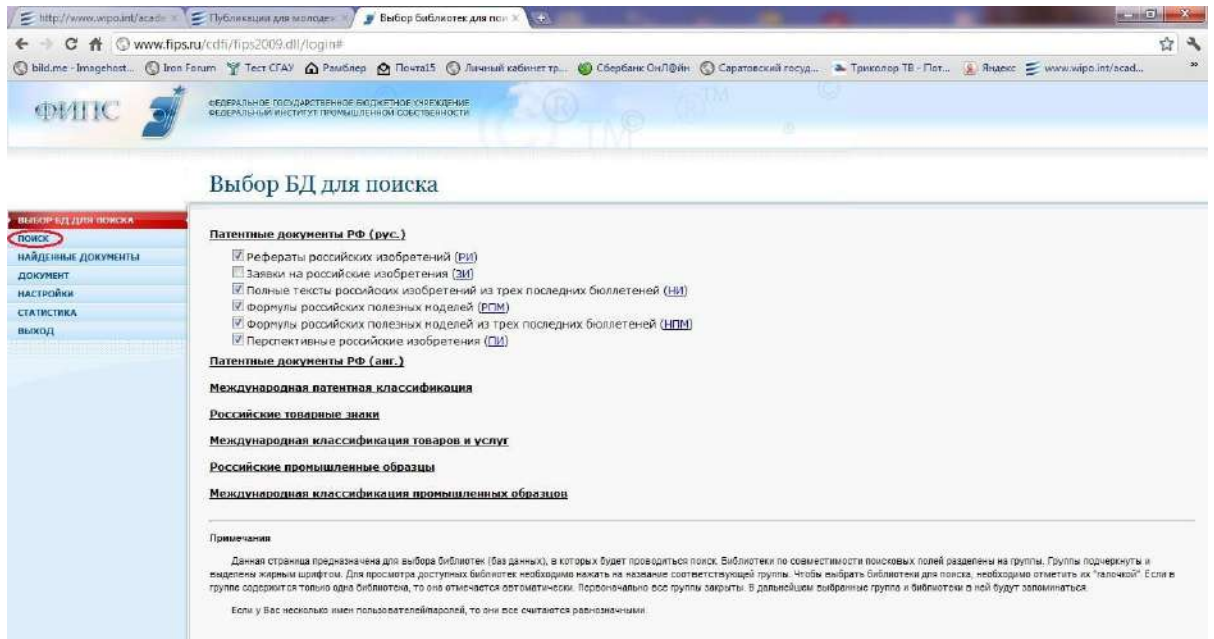 http://www.wipo.int/acade
Публикации для молодеж
Выбор библиотек для пои
www.fips.ru/cdfi/fips2009.dll/login#
bild.me - Imagehost...
Iron Forum
Тест СГАУ
Рамблер
Почта15
Личный кабинет тр...
Сбербанк ОнЛ@йн
Саратовский госуд...
Триколор ТВ - Пот...
Яндекс
www.wipo.int/acad...
ФИПС
ФЕДЕРАЛЬНОЕ ГОСУДАРСТВЕННОЕ БЮДЖЕТНОЕ УЧРЕЖДЕНИЕ
ФЕДЕРАЛЬНЫЙ ИНСТИТУТ ПРОМЫШЛЕННОЙ СОБСТВЕННОСТИ
Выбор БД для поиска
ВЫБОР БД ДЛЯ ПОИСКА
ПОИСК
НАЙДЕННЫЕ ДОКУМЕНТЫ
ДОКУМЕНТ
НАСТРОЙКИ
СТАТИСТИКА
ВЫХОД
Патентные документы РФ (рус.)
Рефераты российских изобретений (РИ)
Заявки на российские изобретения (ЗИ)
Полные тексты российских изобретений из трех последних бюллетеней (НИ)
Формулы российских полезных моделей (РПМ)
Формулы российских полезных моделей из трех последних бюллетеней (НПМ)
Перспективные российские изобретения (ПИ)
Патентные документы РФ (анг.)
Международная патентная классификация
Российские товарные знаки
Международная классификация товаров и услуг
Российские промышленные образцы
Международная классификация промышленных образцов
Примечания
Данная страница предназначена для выбора библиотек (баз данных), в которых будет проводиться поиск. Библиотеки по совместимости поисковых полей разделены на группы. Группы подчеркнуты и
выделены жирным шрифтом. Для просмотра доступных библиотек необходимо нажать на название соответствующей группы. Чтобы выбрать библиотеки для поиска, необходимо отметить их "галочкой". Если в
группе содержится только одна библиотека, то она отмечается автоматически. Первоначально все группы закрыты. В дальнейшем выбранные группа и библиотеки в ней будут запоминаться.
Если у Вас несколько имен пользователей/паролей, то они все считаются равнозначными.